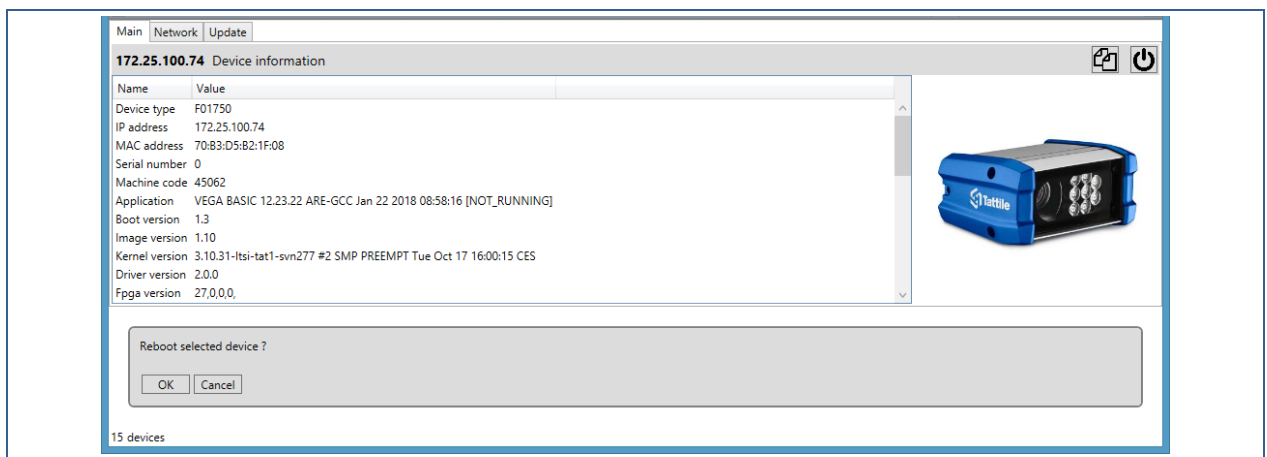 Main Network Update
172.25.100.74 Device information
Name Value
Device type F01750
IP address 172.25.100.74
MAC address 70:B3:D5:B2:1F:08
Serial number 0
Machine code 45062
Application VEGA BASIC 12.23.22 ARE-GCC Jan 22 2018 08:58:16 [NOT_RUNNING]
Boot version 1.3
Image version 1.10
Kernel version 3.10.31-ltsi-tat1-svn277 #2 SMP PREEMPT Tue Oct 17 16:00:15 CES
Driver version 2.0.0
Fpga version 27,0,0,0,
Tattile
Reboot selected device ?
OK Cancel
15 devices